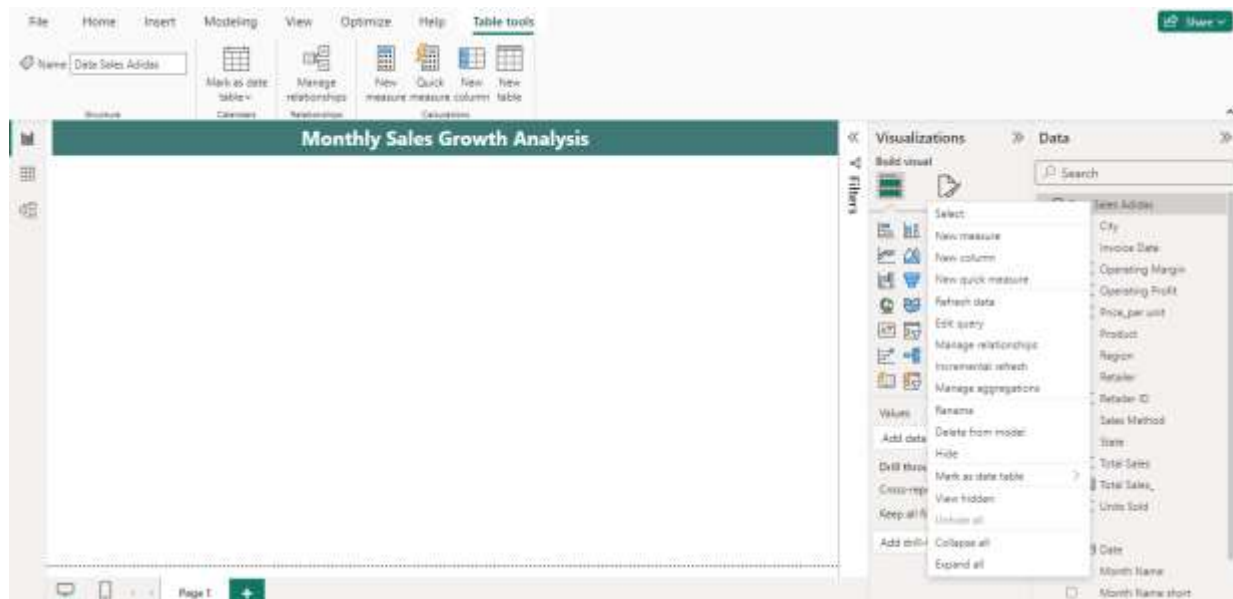 File Home Insert Modeling View Optimize Help Table tools
Share
Name Data Sales Adidas
Mark as date table
Manage relationships
New measure
Quick measure
New column
New table
Structure Calendars Relationships Calculations
Monthly Sales Growth Analysis
Filters
Visualizations
Build visual
Values
Add data
Drill
Keep all
Select
New measure
New column
New quick measure
Refresh data
Edit query
Manage relationships
Incremental refresh
Manage aggregations
Rename
Delete from model
Hide
Mark as date table
View hidden
Unhide all
Collapse all
Expand all
Data
Search
Sales Adidas
City
Invoice Date
Operating Margin
Operating Profit
Price_per unit
Product
Region
Retailer
Retailer ID
Sales Method
State
Total Sales
Total Sales_
Units Sold
Date
Month Name
Month Name short
Page 1